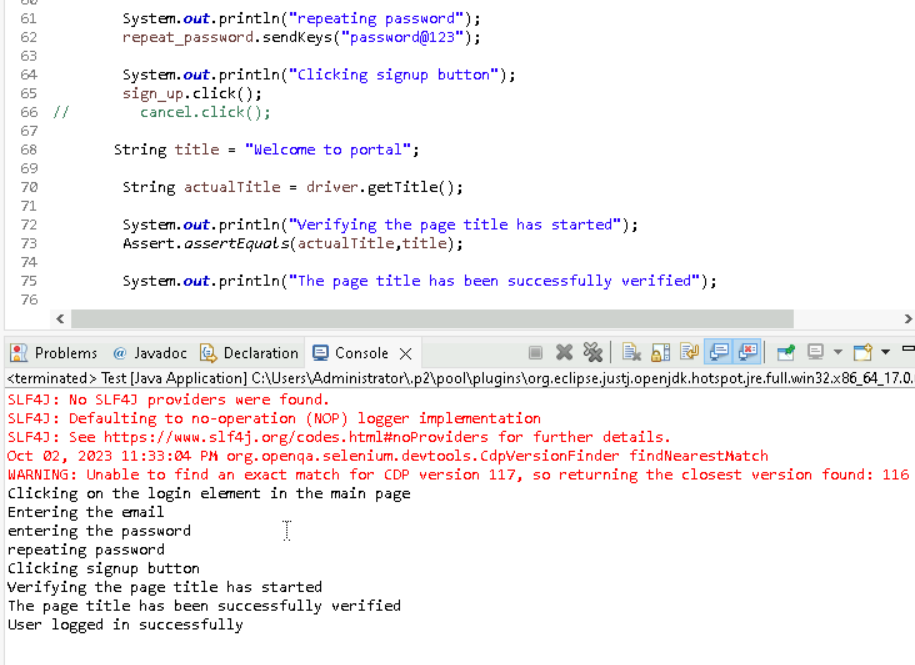 60
61 System.out.println("repeating password");
62 repeat_password.sendKeys("password@123");
63
64 System.out.println("Clicking signup button");
65 sign_up.click();
66 // cancel.click();
67
68 String title = "Welcome to portal";
69
70 String actualTitle = driver.getTitle();
71
72 System.out.println("Verifying the page title has started");
73 Assert.assertEquals(actualTitle,title);
74
75 System.out.println("The page title has been successfully verified");
76
Problems @ Javadoc Declaration Console
<terminated> Test [Java Application] C:\Users\Administrator\.p2\pool\plugins\org.eclipse.justj.openjdk.hotspot.jre.full.win32.x86_64_17.0.
SLF4J: No SLF4J providers were found.
SLF4J: Defaulting to no-operation (NOP) logger implementation
SLF4J: See https://www.slf4j.org/codes.html#noProviders for further details.
Oct 02, 2023 11:33:04 PM org.openqa.selenium.devtools.CdpVersionFinder findNearestMatch
WARNING: Unable to find an exact match for CDP version 117, so returning the closest version found: 116
Clicking on the login element in the main page
Entering the email
entering the password
repeating password
Clicking signup button
Verifying the page title has started
The page title has been successfully verified
User logged in successfully